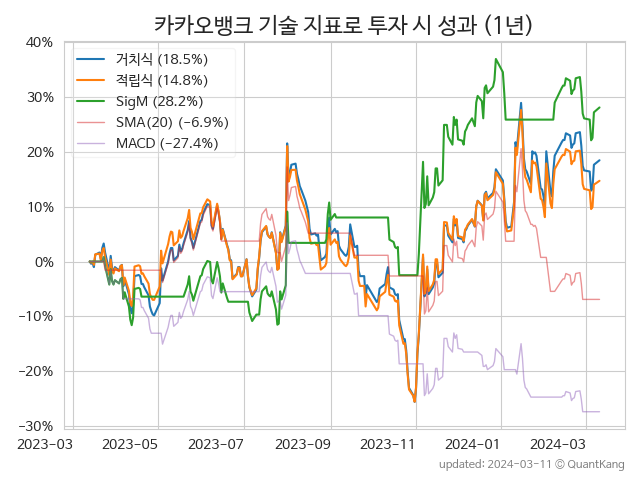 카카오뱅크 기술 지표로 투자 시 성과 (1년)
40%
30%
20%
10%
0%
−10%
−20%
−30%
거치식 (18.5%)
적립식 (14.8%)
SigM (28.2%)
SMA(20) (−6.9%)
MACD (−27.4%)
2023-03 2023-05 2023-07 2023-09 2023-11 2024-01 2024-03
updated: 2024-03-11 © QuantKang